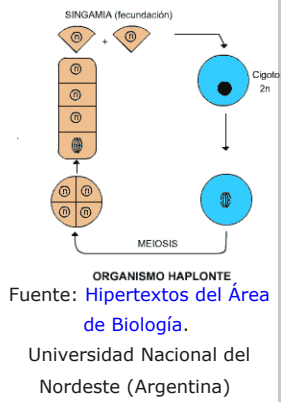 SINGAMIA (fecundación)
n + n
n
Cigoto
2n
n
n
n n
n n
MEIOSIS
ORGANISMO HAPLONTE
Fuente: Hipertextos del Área
de Biología.
Universidad Nacional del
Nordeste (Argentina)